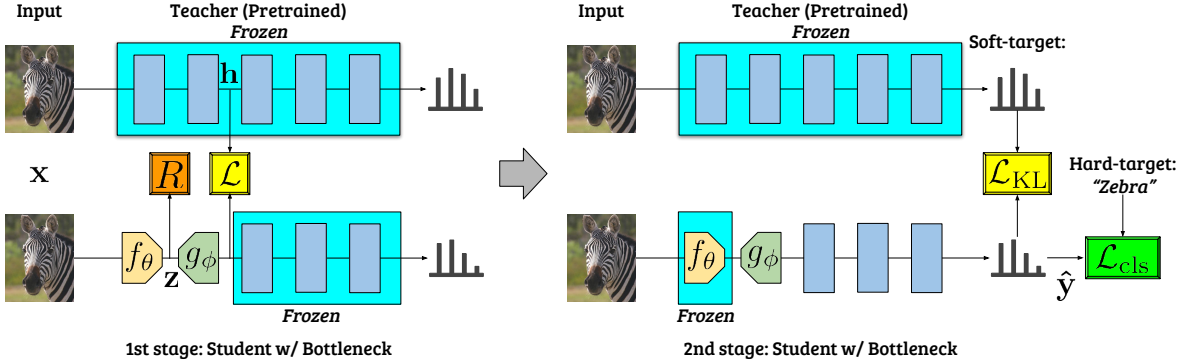 Input
Teacher (Pretrained)
Frozen
h
x
R
ℒ
f_θ
z
g_ϕ
Frozen
1st stage: Student w/ Bottleneck
Input
Teacher (Pretrained)
Frozen
Soft-target:
ℒ_KL
Hard-target:
“Zebra”
f_θ
g_ϕ
ŷ
ℒ_cls
Frozen
2nd stage: Student w/ Bottleneck